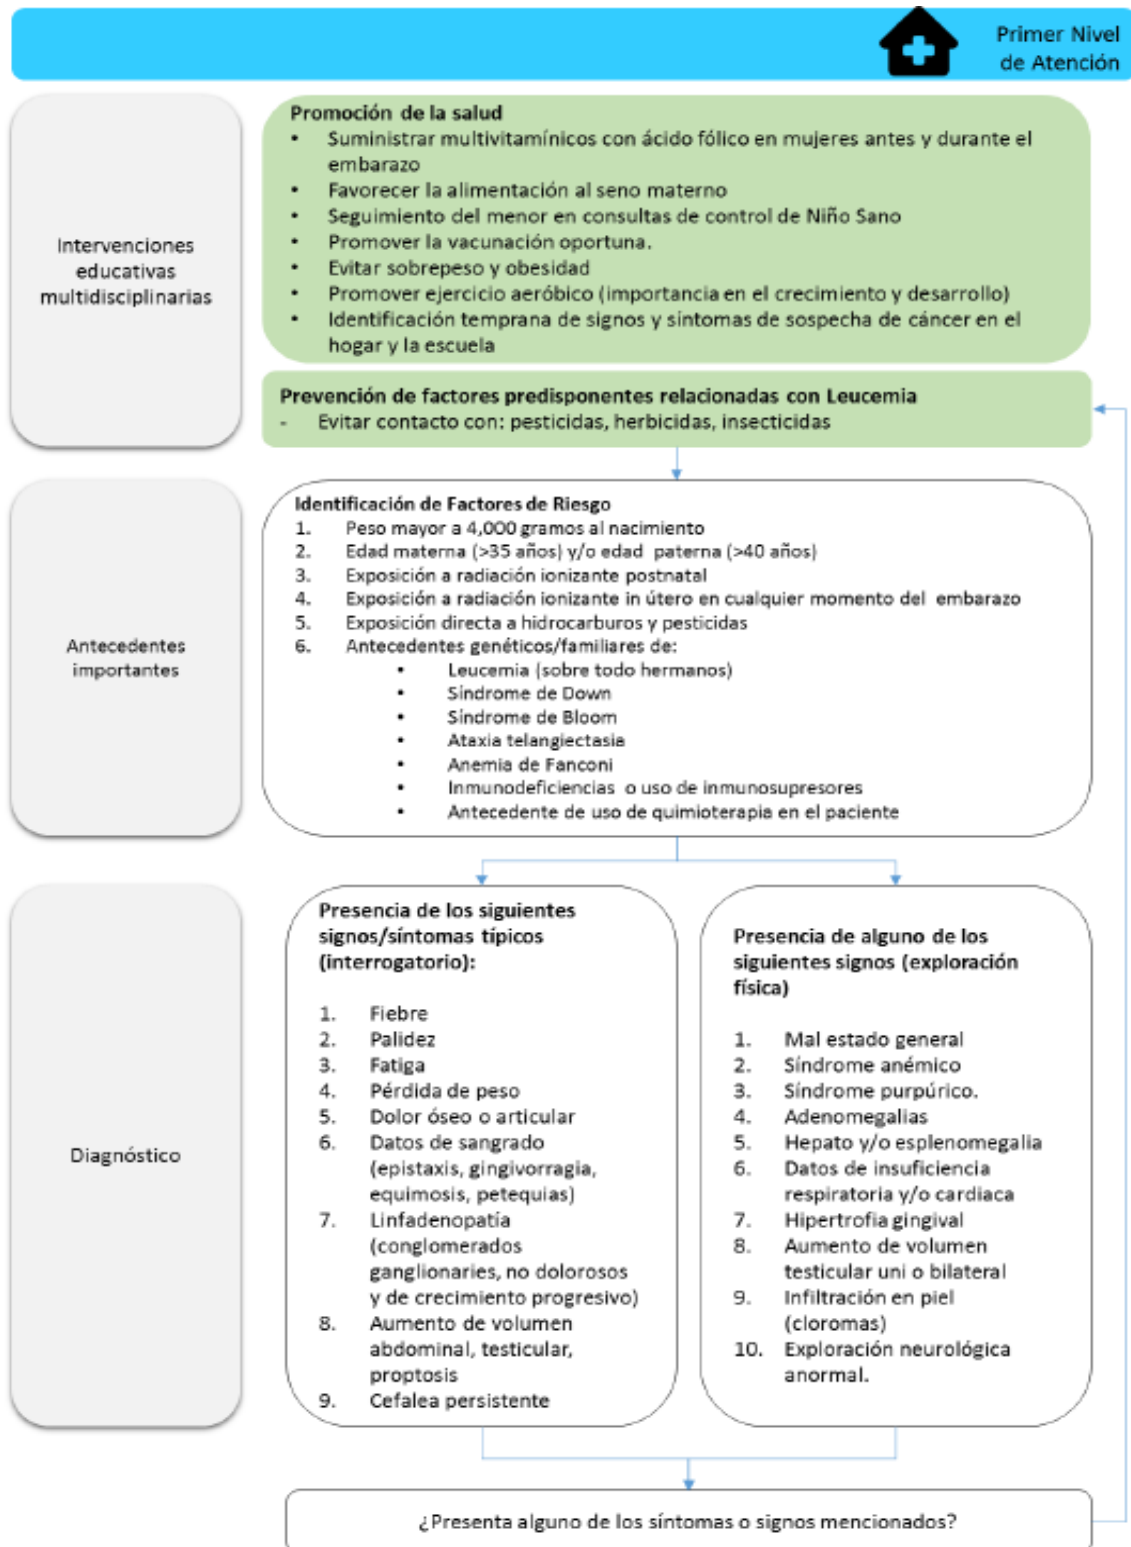 Primer Nivel
de Atención
Intervenciones
educativas
multidisciplinarias
Promoción de la salud
• Suministrar multivitamínicos con ácido fólico en mujeres antes y durante el
embarazo
• Favorecer la alimentación al seno materno
• Seguimiento del menor en consultas de control de Niño Sano
• Promover la vacunación oportuna.
• Evitar sobrepeso y obesidad
• Promover ejercicio aeróbico (importancia en el crecimiento y desarrollo)
• Identificación temprana de signos y síntomas de sospecha de cáncer en el
hogar y la escuela
Prevención de factores predisponentes relacionadas con Leucemia
- Evitar contacto con: pesticidas, herbicidas, insecticidas
Antecedentes
importantes
Identificación de Factores de Riesgo
1. Peso mayor a 4,000 gramos al nacimiento
2. Edad materna (>35 años) y/o edad paterna (>40 años)
3. Exposición a radiación ionizante postnatal
4. Exposición a radiación ionizante in útero en cualquier momento del embarazo
5. Exposición directa a hidrocarburos y pesticidas
6. Antecedentes genéticos/familiares de:
• Leucemia (sobre todo hermanos)
• Síndrome de Down
• Síndrome de Bloom
• Ataxia telangiectasia
• Anemia de Fanconi
• Inmunodeficiencias o uso de inmunosupresores
• Antecedente de uso de quimioterapia en el paciente
Diagnóstico
Presencia de los siguientes
signos/síntomas típicos
(interrogatorio):
1. Fiebre
2. Palidez
3. Fatiga
4. Pérdida de peso
5. Dolor óseo o articular
6. Datos de sangrado
(epistaxis, gingivorragia,
equimosis, petequias)
7. Linfadenopatía
(conglomerados
ganglionaries, no dolorosos
y de crecimiento progresivo)
8. Aumento de volumen
abdominal, testicular,
proptosis
9. Cefalea persistente
Presencia de alguno de los
siguientes signos (exploración
física)
1. Mal estado general
2. Síndrome anémico
3. Síndrome purpúrico.
4. Adenomegalias
5. Hepato y/o esplenomegalia
6. Datos de insuficiencia
respiratoria y/o cardiaca
7. Hipertrofia gingival
8. Aumento de volumen
testicular uni o bilateral
9. Infiltración en piel
(cloromas)
10. Exploración neurológica
anormal.
¿Presenta alguno de los síntomas o signos mencionados?